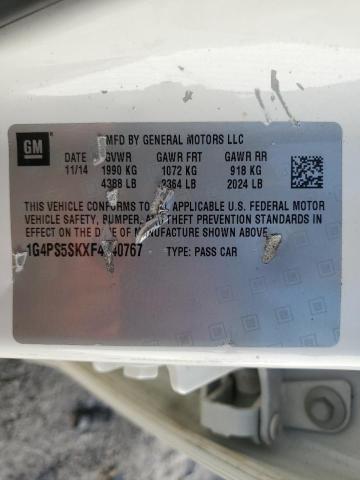 GM
MFD BY GENERAL MOTORS LLC
DATE GVWR GAWR FRT GAWR RR
11/14 1990 KG 1072 KG 918 KG
4388 LB 2364 LB 2024 LB
THIS VEHICLE CONFORMS TO ALL APPLICABLE U.S. FEDERAL MOTOR
VEHICLE SAFETY, BUMPER, AND THEFT PREVENTION STANDARDS IN
EFFECT ON THE DATE OF MANUFACTURE SHOWN ABOVE.
TYPE: PASS CAR